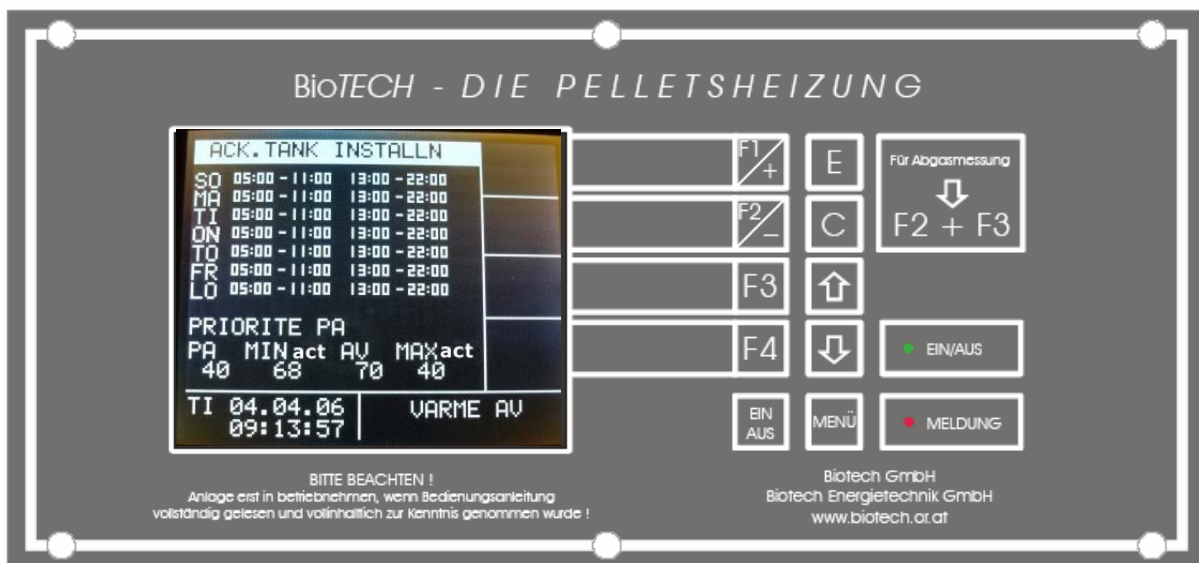 BioTECH - DIE PELLETSHEIZUNG
ACK.TANK INSTALLN
SO 05:00-11:00 13:00-22:00
MA 05:00-11:00 13:00-22:00
TI 05:00-11:00 13:00-22:00
ON 05:00-11:00 13:00-22:00
TO 05:00-11:00 13:00-22:00
FR 05:00-11:00 13:00-22:00
LO 05:00-11:00 13:00-22:00
PRIORITE PA
PA MINact AV MAXact
40 68 70 40
TI 04.04.06 VARME AV
09:13:57
F1/+
E
F2/-
C
F3
F4
EIN
AUS
MENÜ
Für Abgasmessung
F2 + F3
EIN/AUS
MELDUNG
BITTE BEACHTEN !
Anlage erst in betriebnehmen, wenn Bedienungsanleitung
vollständig gelesen und vollinhaltlich zur Kenntnis genommen wurde !
Biotech GmbH
Biotech Energietechnik GmbH
www.biotech.or.at